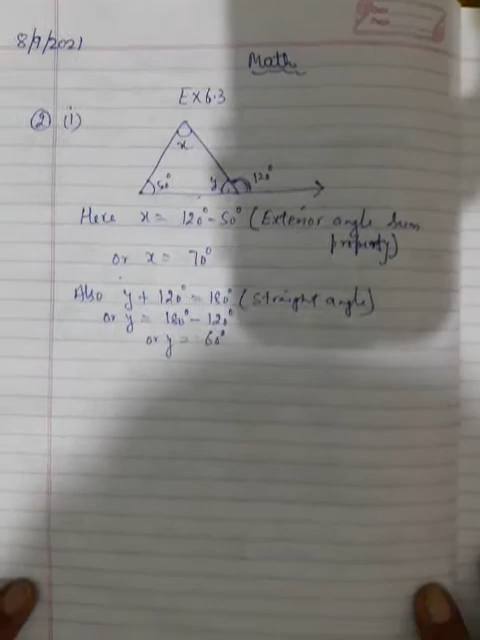 8/7/2021
Math
EX 6.3
② (i)
x
50° y 120°
Here x = 120° - 50° (Exterior angle sum
property)
or x = 70°
Also y + 120° = 180° (Straight angle)
or y = 180° - 120°
or y = 60°